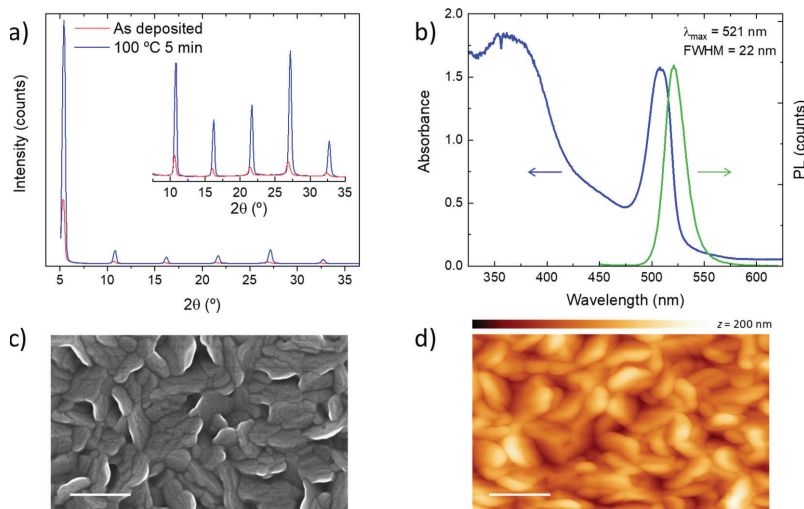 a)
As deposited
100 ºC 5 min
Intensity (counts)
10 15 20 25 30 35
2θ (º)
5 10 15 20 25 30 35
2θ (º)
b)
λmax = 521 nm
FWHM = 22 nm
2.0
1.5
1.0
0.5
0.0
Absorbance
PL (counts)
350 400 450 500 550 600
Wavelength (nm)
c)
d)
z = 200 nm